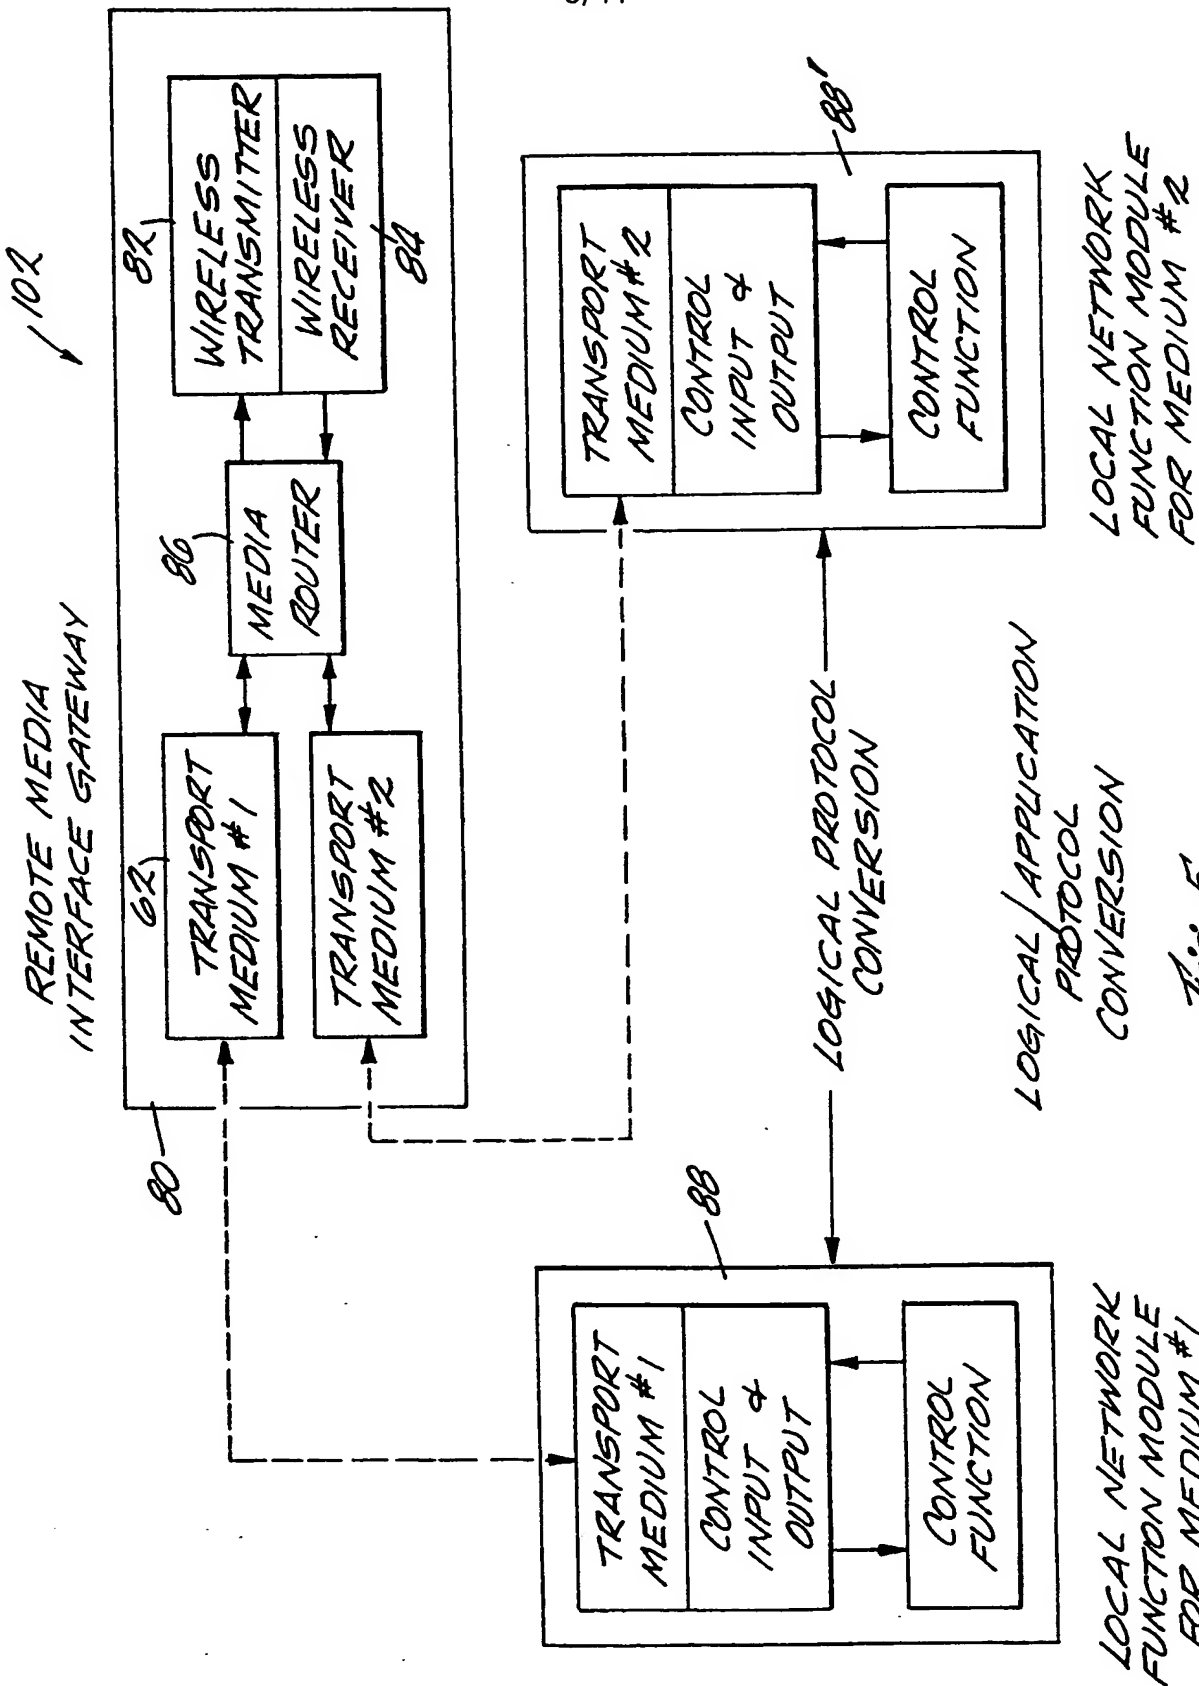 102
REMOTE MEDIA
INTERFACE GATEWAY
80
62
TRANSPORT
MEDIUM #1
TRANSPORT
MEDIUM #2
86
MEDIA
ROUTER
82
WIRELESS
TRANSMITTER
WIRELESS
RECEIVER
84
88
TRANSPORT
MEDIUM #1
CONTROL
INPUT &
OUTPUT
CONTROL
FUNCTION
LOCAL NETWORK
FUNCTION MODULE
FOR MEDIUM #1
LOGICAL PROTOCOL
CONVERSION
LOGICAL/APPLICATION
PROTOCOL
CONVERSION
88'
TRANSPORT
MEDIUM #2
CONTROL
INPUT &
OUTPUT
CONTROL
FUNCTION
LOCAL NETWORK
FUNCTION MODULE
FOR MEDIUM #2